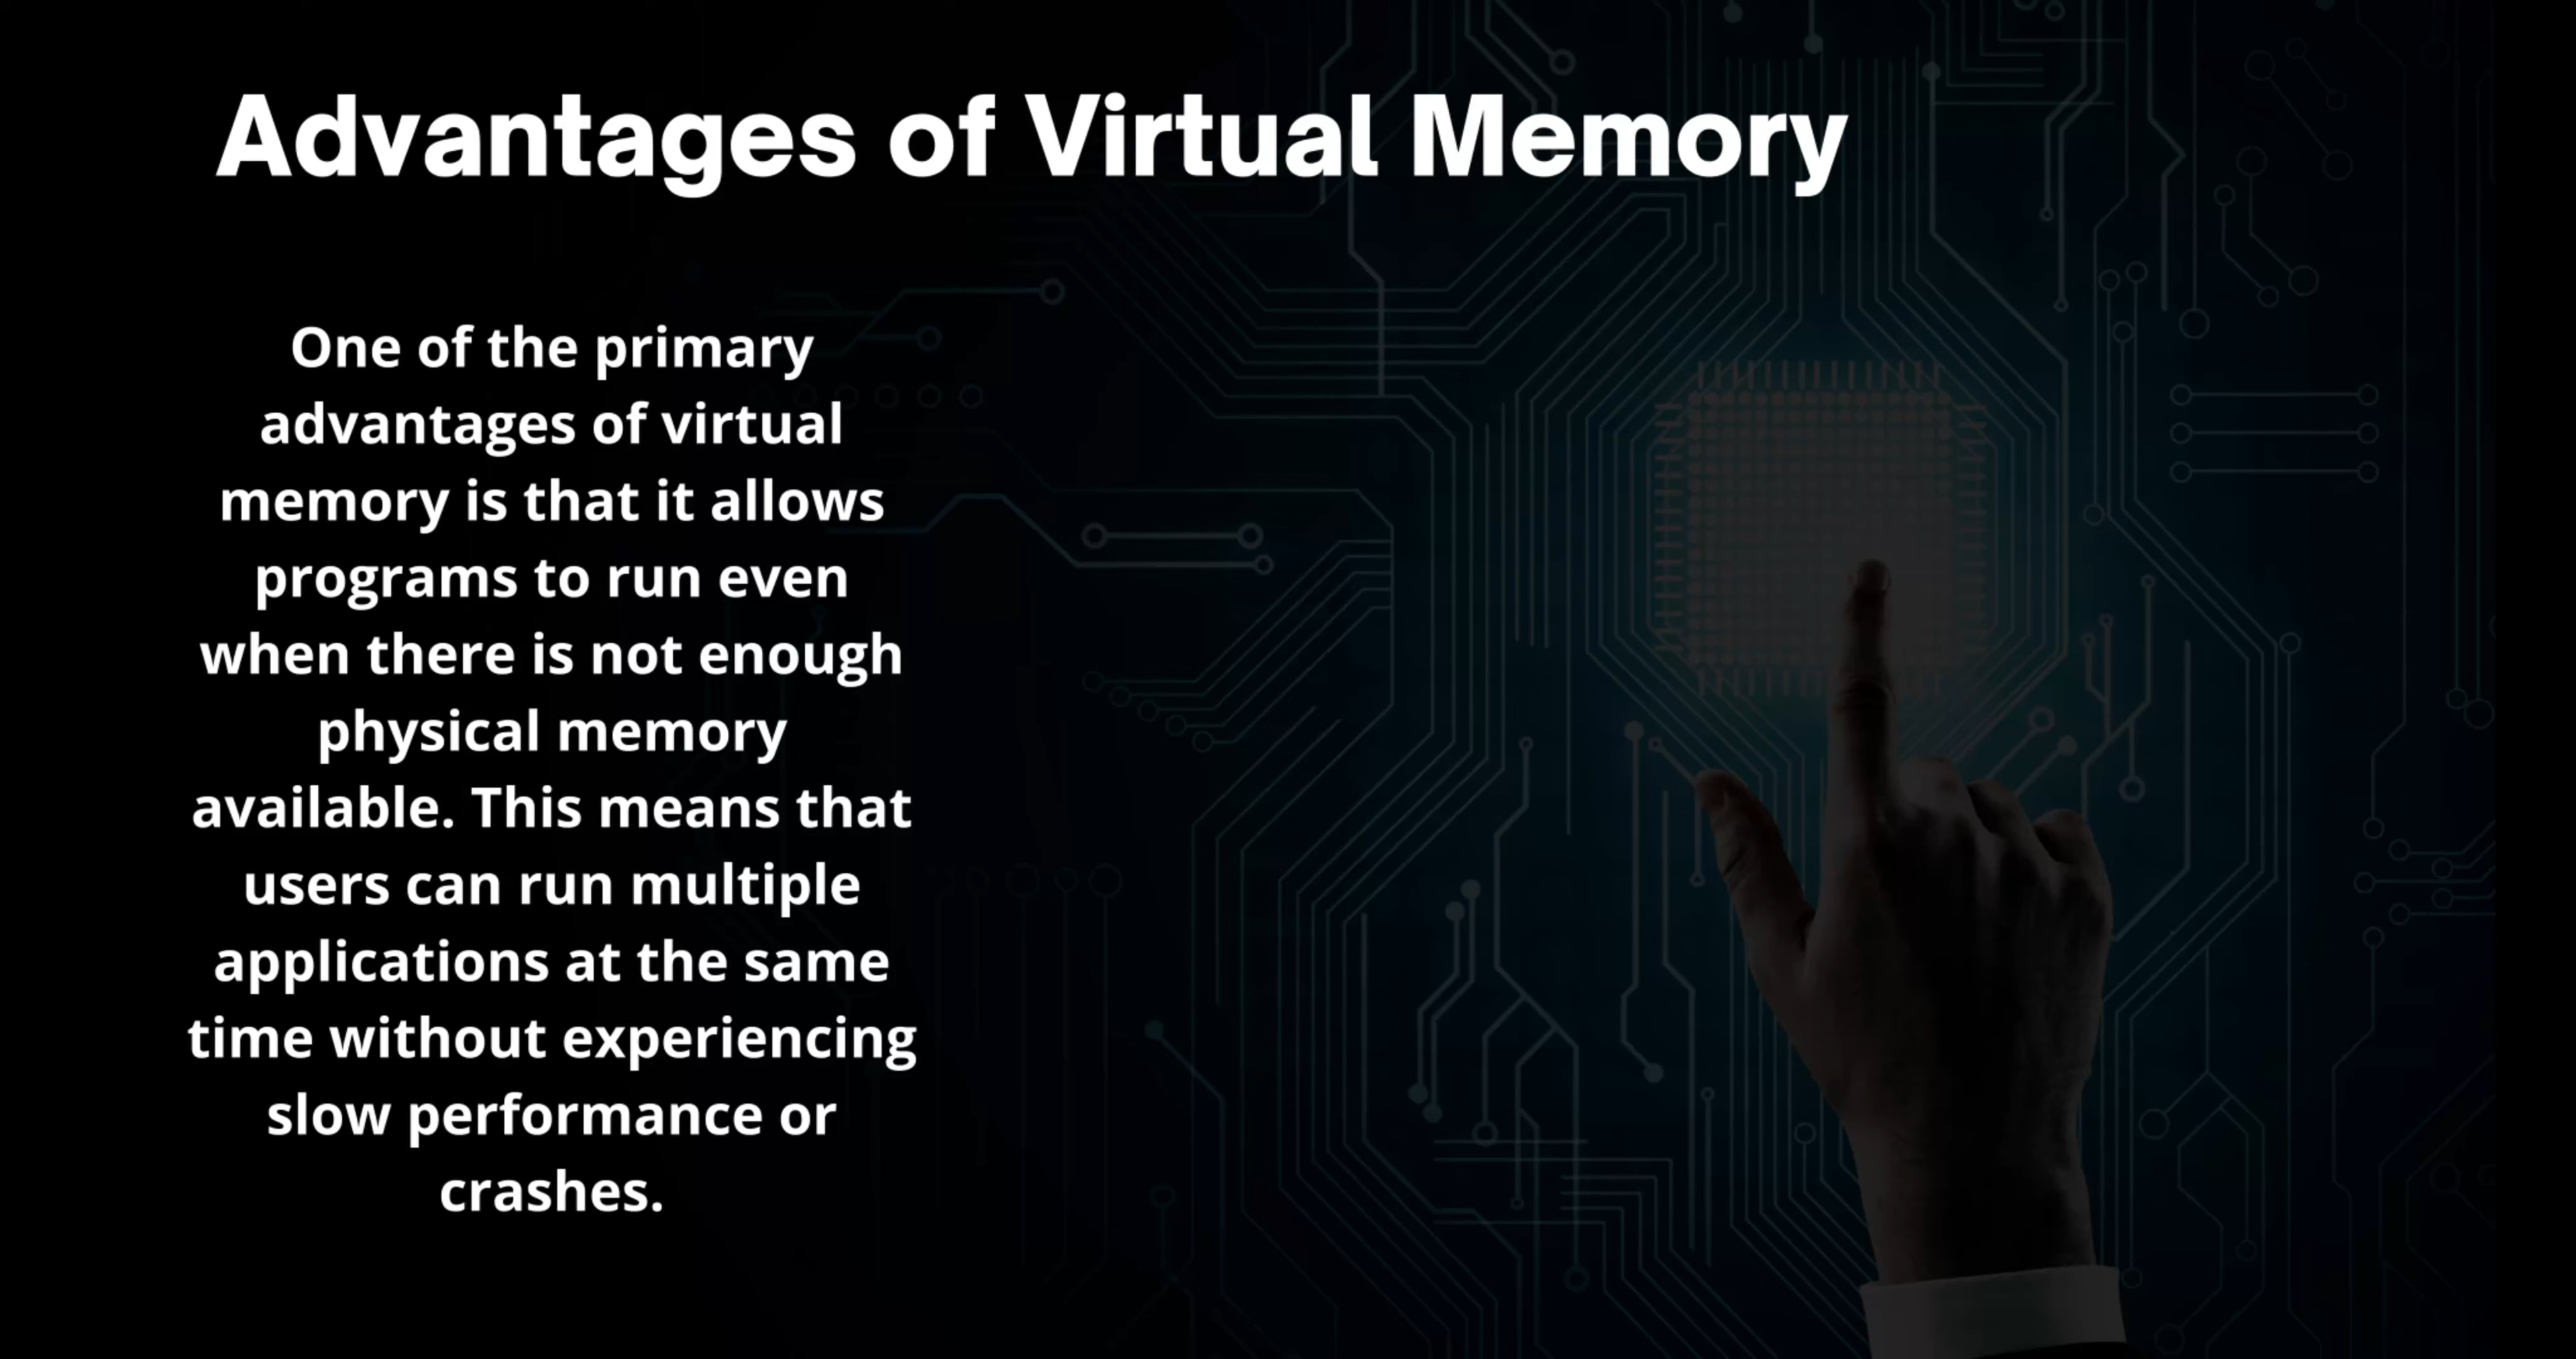 Advantages of Virtual Memory
One of the primary
advantages of virtual
memory is that it allows
programs to run even
when there is not enough
physical memory
available. This means that
users can run multiple
applications at the same
time without experiencing
slow performance or
crashes.